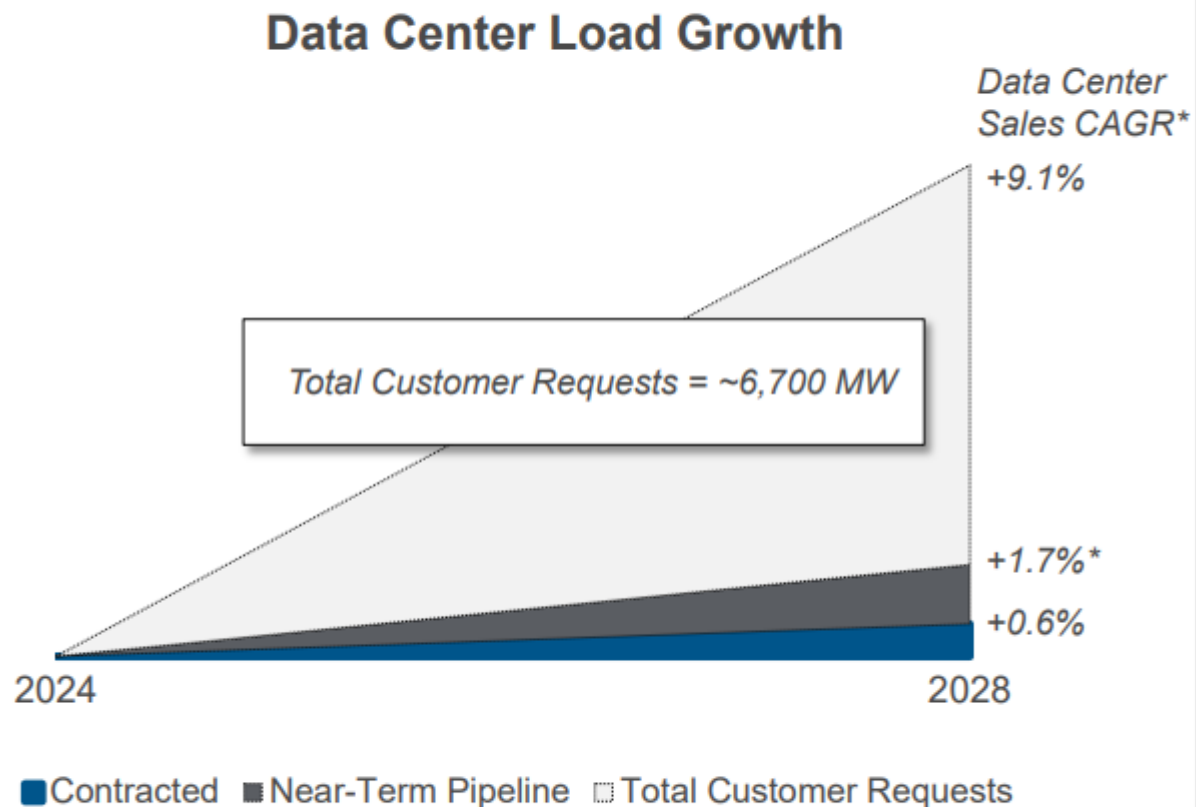 Data Center Load Growth
Data Center
Sales CAGR*
+9.1%
Total Customer Requests = ~6,700 MW
+1.7%*
+0.6%
2024
2028
Contracted
Near-Term Pipeline
Total Customer Requests